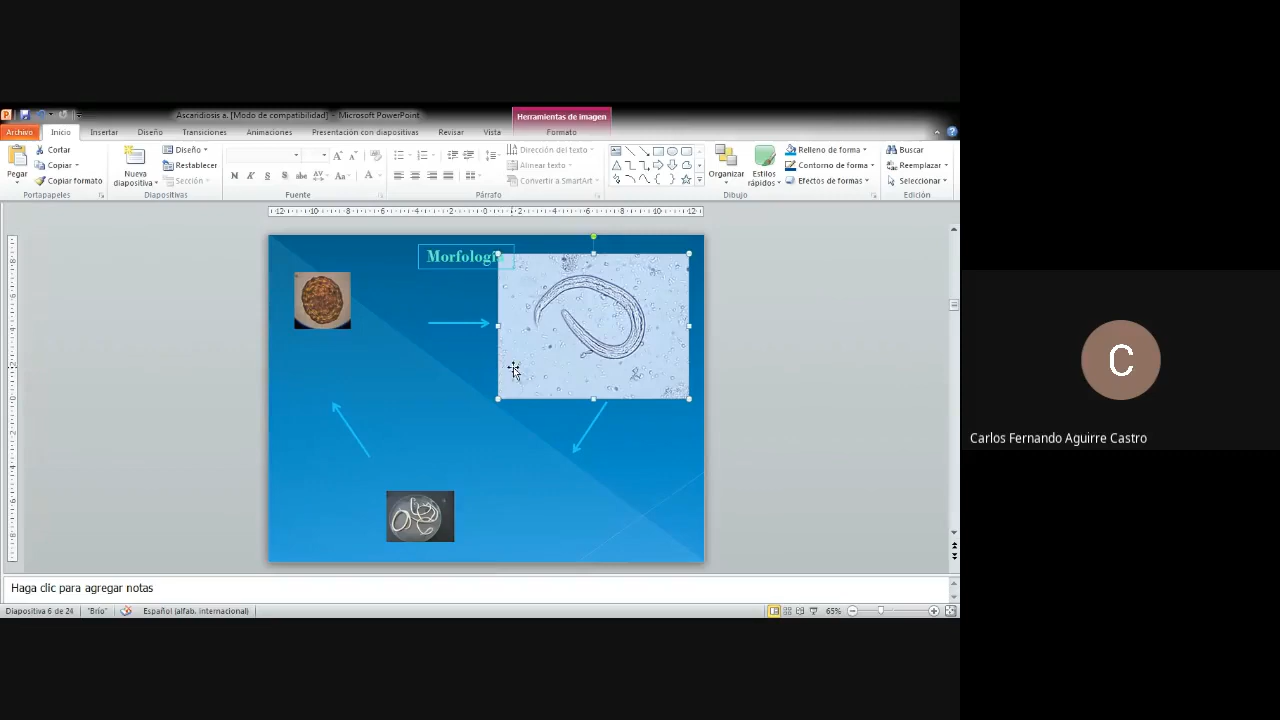 Ascaridiosis a. [Modo de compatibilidad] - Microsoft PowerPoint
Herramientas de imagen
Archivo Inicio Insertar Diseño Transiciones Animaciones Presentación con diapositivas Revisar Vista Formato
Pegar
Cortar
Copiar
Copiar formato
Portapapeles
Nueva diapositiva
Diseño
Restablecer
Sección
Diapositivas
N K S abc AV Aa A
Fuente
Párrafo
Dirección del texto
Alinear texto
Convertir a SmartArt
Organizar
Estilos rápidos
Relleno de forma
Contorno de forma
Efectos de formas
Dibujo
Buscar
Reemplazar
Seleccionar
Edición
Morfología
Haga clic para agregar notas
Diapositiva 6 de 24 "Brío" Español (alfab. internacional) 65%
C
Carlos Fernando Aguirre Castro